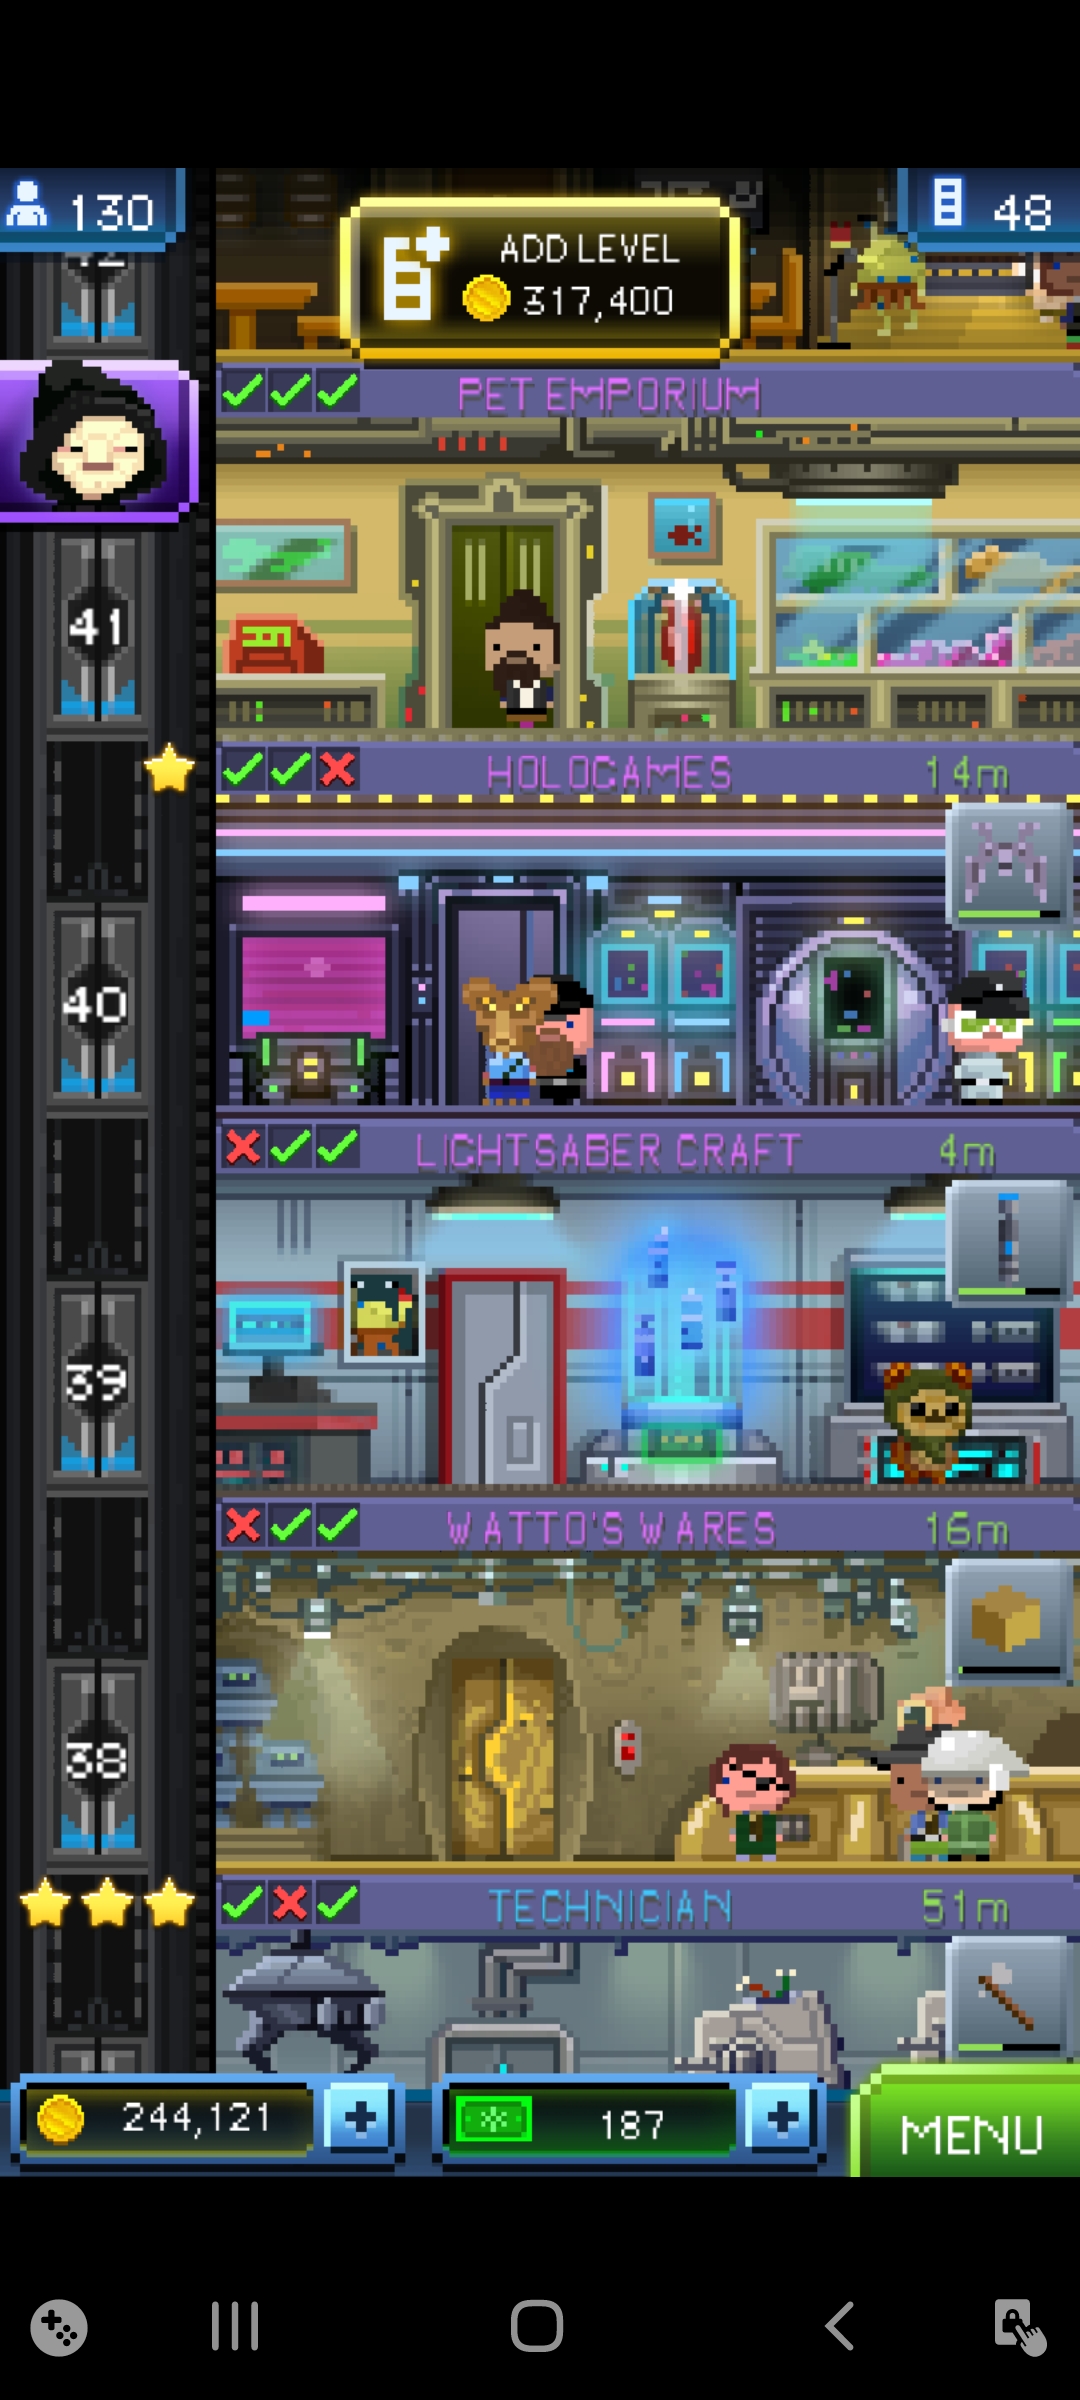 130
ADD LEVEL
317,400
48
42
PET EMPORIUM
41
HOLOGAMES 14m
40
LIGHTSABER CRAFT 4m
39
WATTO'S WARES 16m
38
TECHNICIAN 51m
244,121 + 187 + MENU